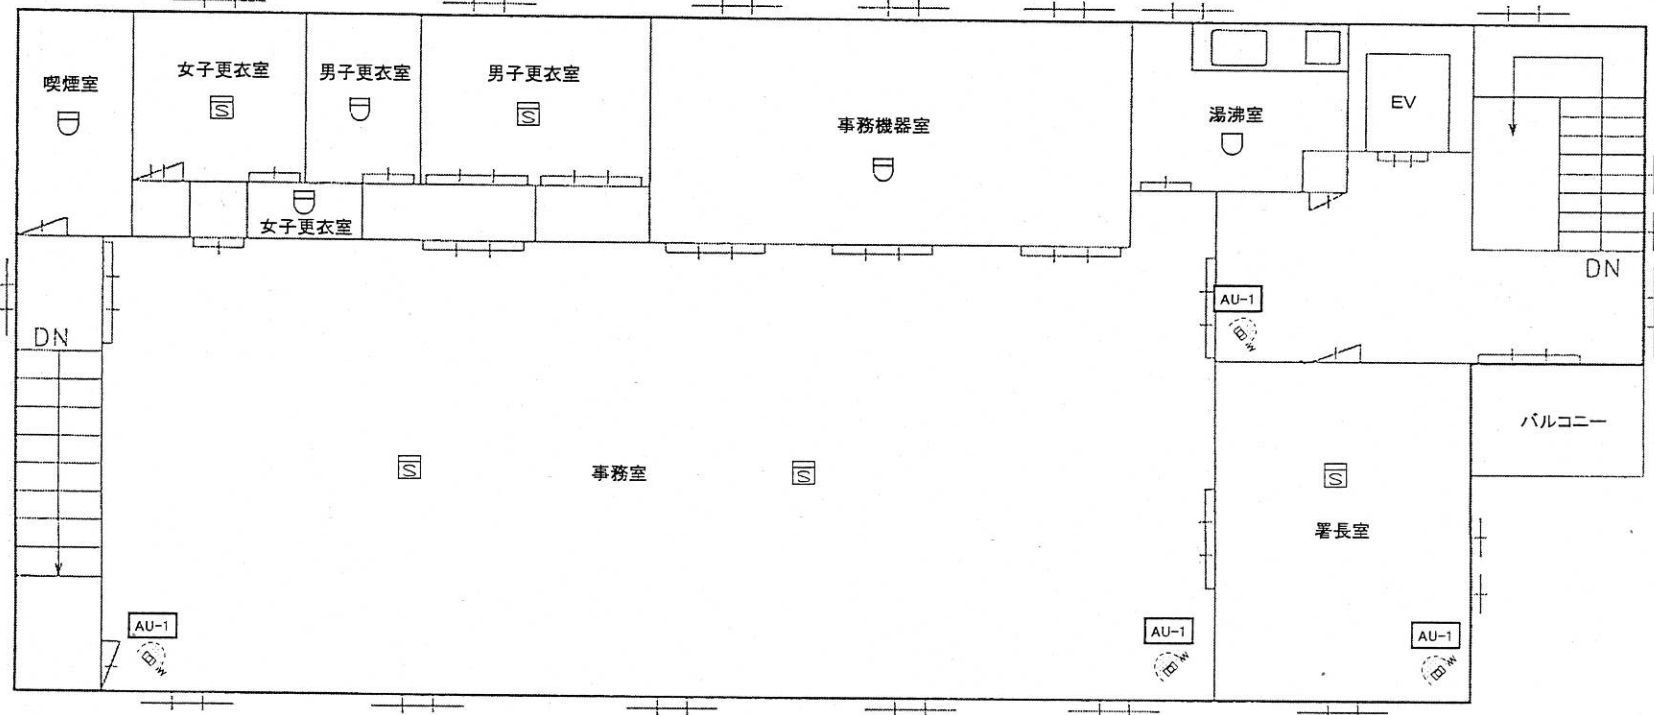 喫煙室
女子更衣室
S
男子更衣室
男子更衣室
S
事務機器室
湯沸室
EV
女子更衣室
DN
DN
AU-1
W
バルコニー
S
事務室
S
S
署長室
AU-1
W
AU-1
W
AU-1
W